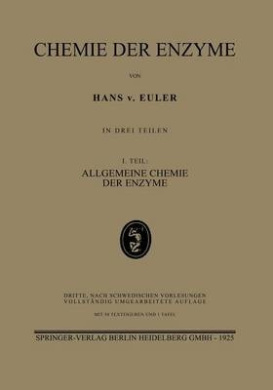 CHEMIE DER ENZYME
VON
HANS v. EULER
IN DREI TEILEN
I. TEIL:
ALLGEMEINE CHEMIE
DER ENZYME
DRITTE, NACH SCHWEDISCHEN VORLESUNGEN
VOLLSTÄNDIG UMGEARBEITETE AUFLAGE
MIT 50 TEXTFIGUREN UND 1 TAFEL
SPRINGER-VERLAG BERLIN HEIDELBERG GMBH - 1925